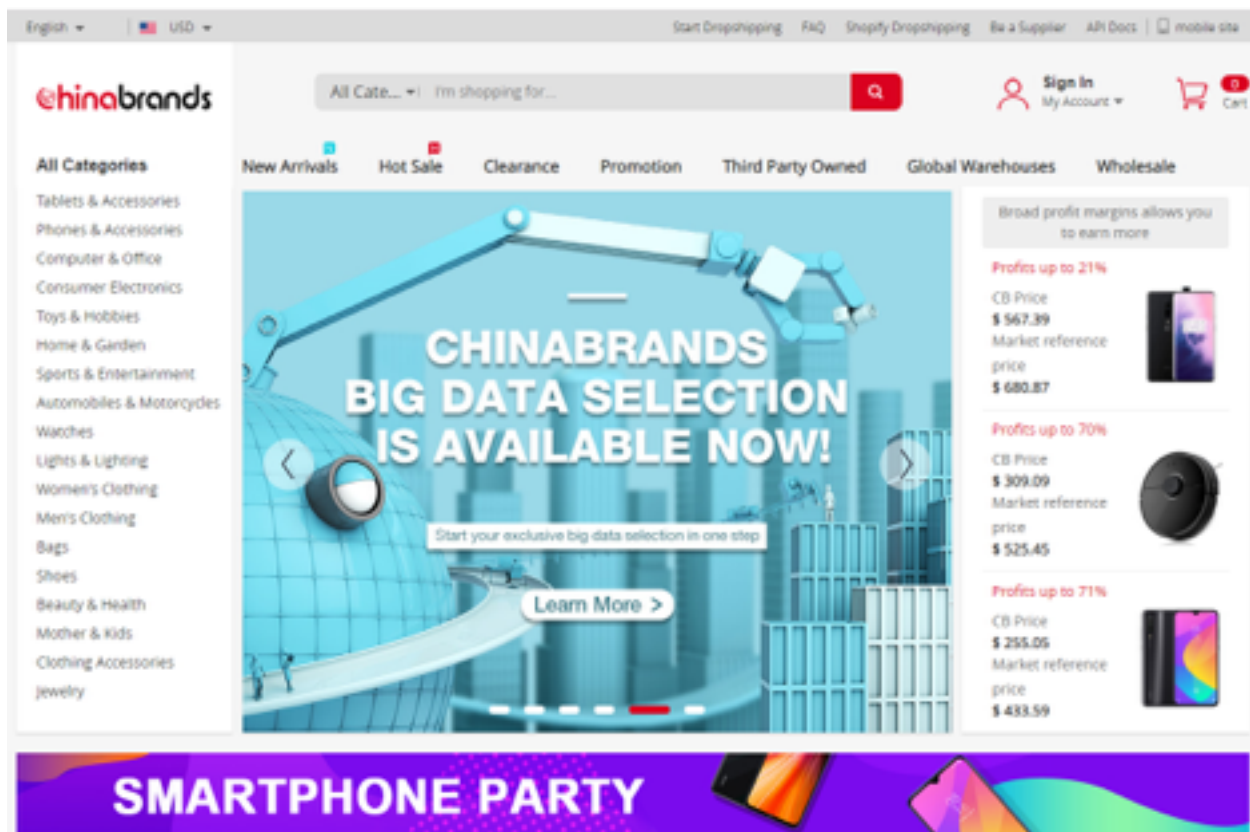 English
USD
Start Dropshipping
FAQ
Shopify Dropshipping
Be a Supplier
API Docs
mobile site
chinabrands
All Cate...
I'm shopping for...
Sign In
My Account
0
Cart
All Categories
New Arrivals
Hot Sale
Clearance
Promotion
Third Party Owned
Global Warehouses
Wholesale
Tablets & Accessories
Phones & Accessories
Computer & Office
Consumer Electronics
Toys & Hobbies
Home & Garden
Sports & Entertainment
Automobiles & Motorcycles
Watches
Lights & Lighting
Women's Clothing
Men's Clothing
Bags
Shoes
Beauty & Health
Mother & Kids
Clothing Accessories
Jewelry
CHINABRANDS
BIG DATA SELECTION
IS AVAILABLE NOW!
Start your exclusive big data selection in one step
Learn More >
Broad profit margins allows you
to earn more
Profits up to 21%
CB Price
$ 567.39
Market reference
price
$ 680.87
Profits up to 70%
CB Price
$ 309.09
Market reference
price
$ 525.45
Profits up to 71%
CB Price
$ 255.05
Market reference
price
$ 433.59
SMARTPHONE PARTY